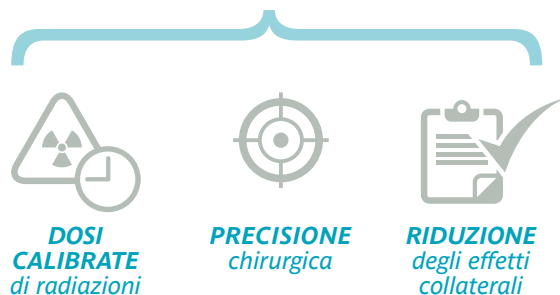 DOSI
CALIBRATE
di radiazioni
PRECISIONE
chirurgica
RIDUZIONE
degli effetti
collaterali